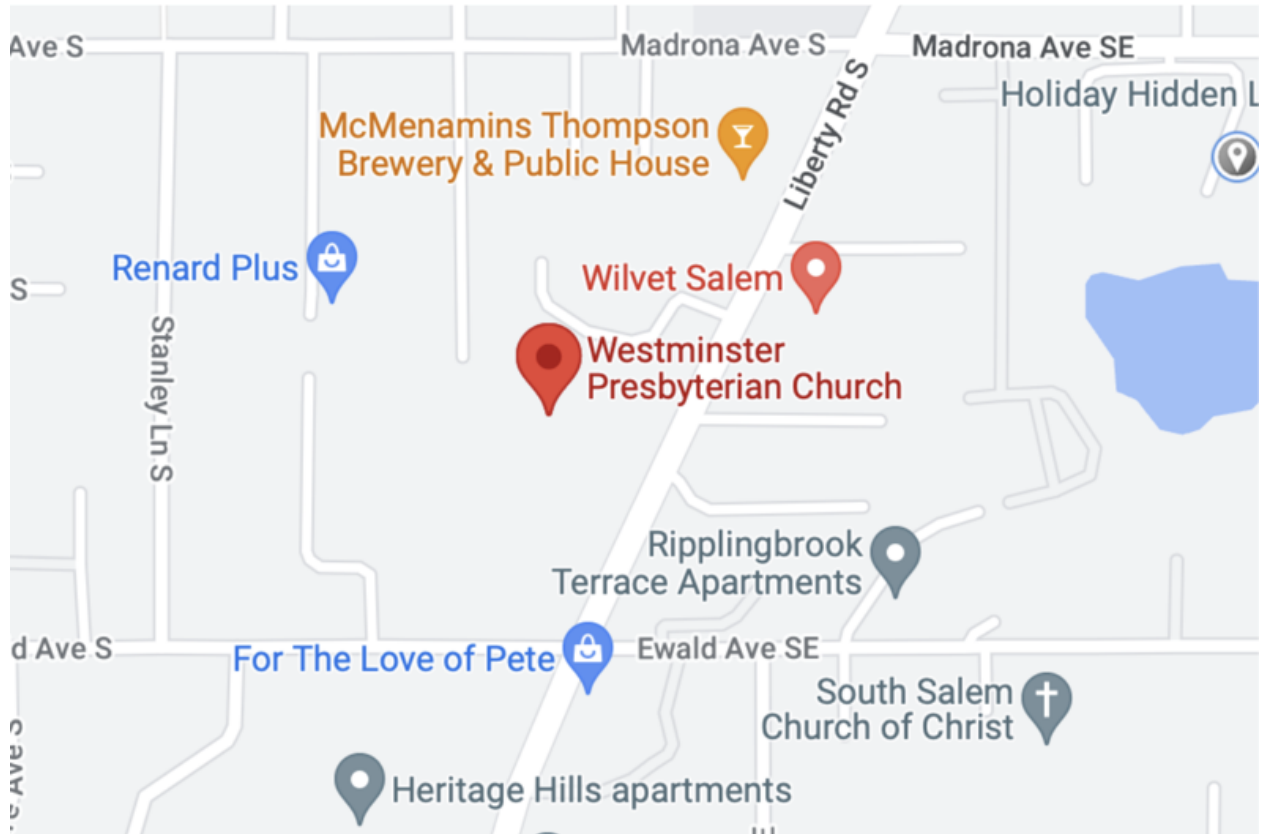 Ave S
Madrona Ave S
Madrona Ave SE
Liberty Rd S
Holiday Hidden L
McMenamins Thompson
Brewery & Public House
Renard Plus
Wilvet Salem
S
Stanley Ln S
Westminster
Presbyterian Church
Ripplingbrook
Terrace Apartments
d Ave S
For The Love of Pete
Ewald Ave SE
South Salem
Church of Christ
e Ave S
Heritage Hills apartments